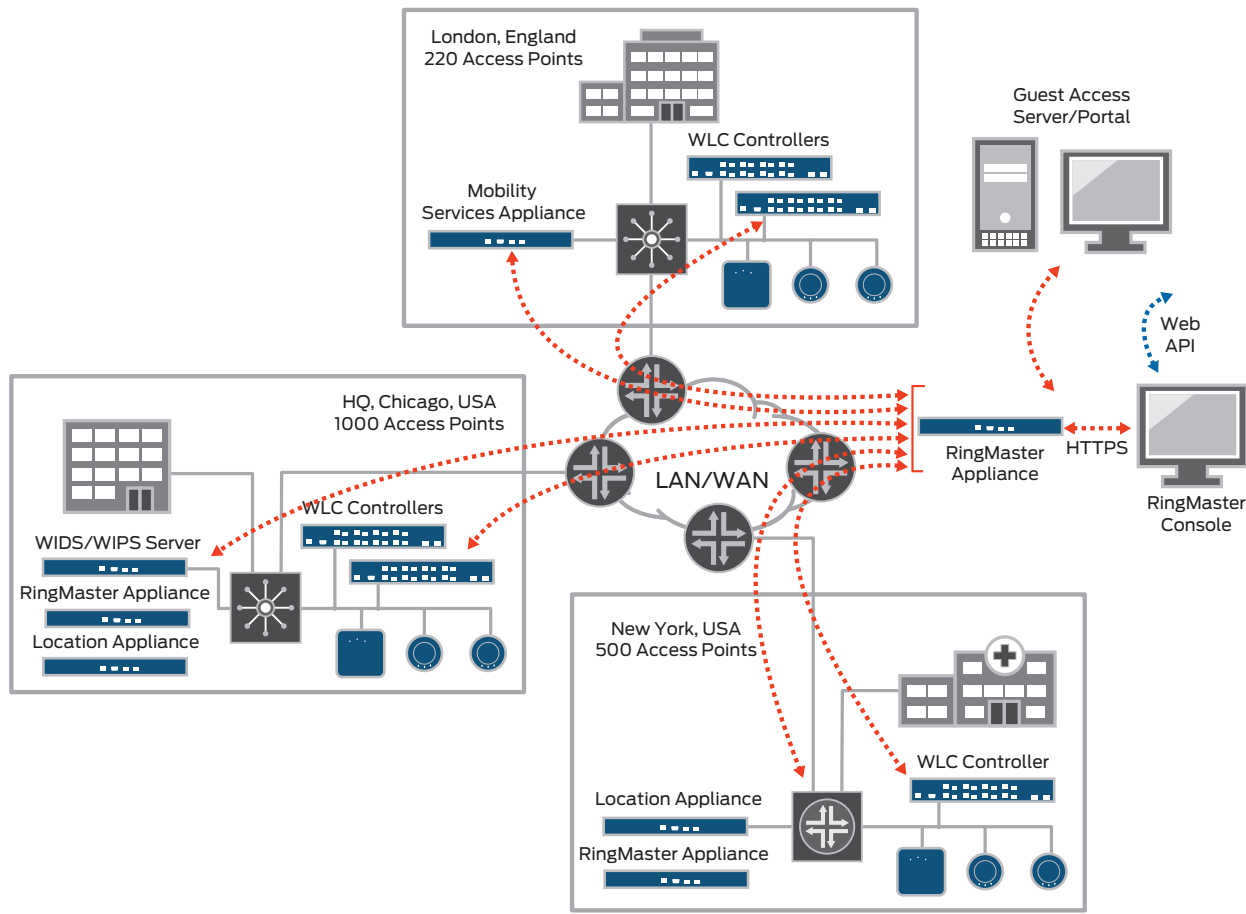 London, England
220 Access Points
WLC Controllers
Mobility
Services Appliance
Guest Access
Server/Portal
Web
API
HQ, Chicago, USA
1000 Access Points
WLC Controllers
WIDS/WIPS Server
RingMaster Appliance
Location Appliance
LAN/WAN
RingMaster
Appliance
HTTPS
RingMaster
Console
New York, USA
500 Access Points
WLC Controller
Location Appliance
RingMaster Appliance